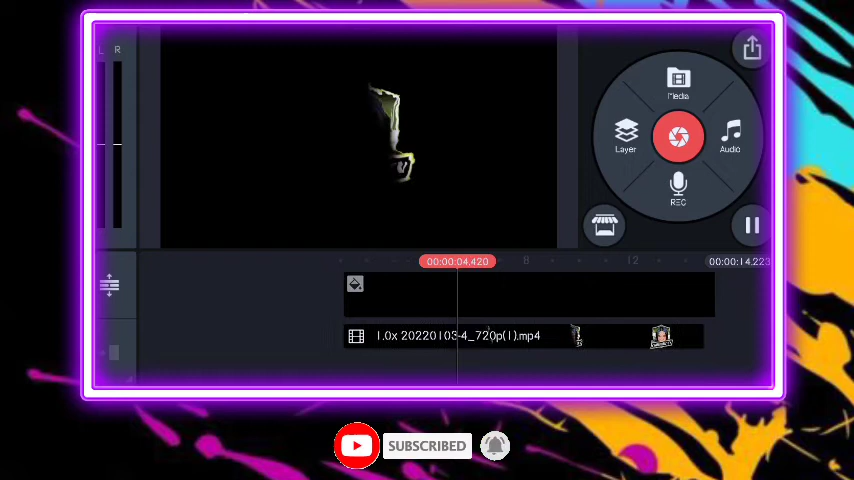 L R
Media
Layer
Audio
REC
00:00:04.420
8
12
00:00:14.223
1.0x 20220103-4_720p(1).mp4
SUBSCRIBED